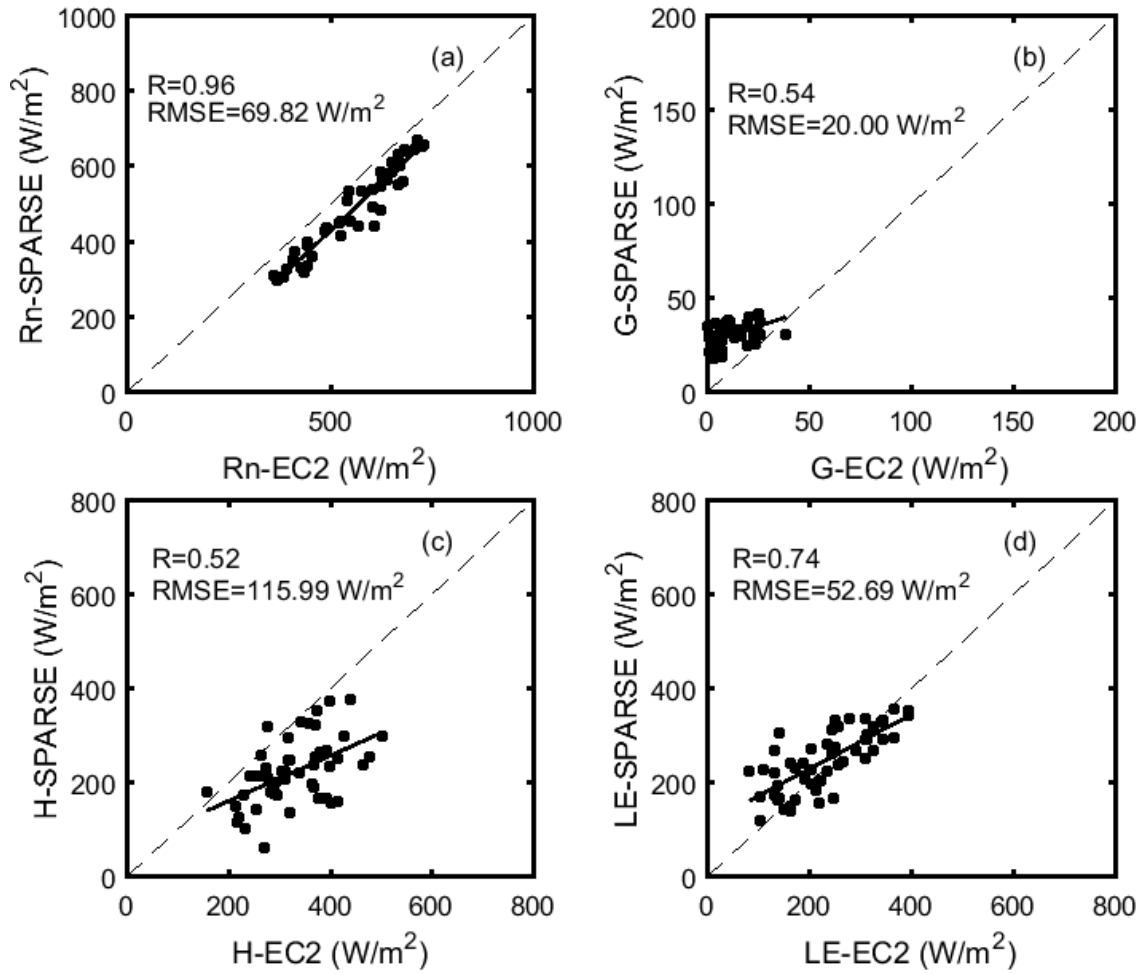 1000
(a)
R=0.96
RMSE=69.82 W/m²
800
600
400
200
0
0
500
1000
Rn-SPARSE (W/m²)
Rn-EC2 (W/m²)
200
(b)
R=0.54
RMSE=20.00 W/m²
150
100
50
0
0
50
100
150
200
G-SPARSE (W/m²)
G-EC2 (W/m²)
800
(c)
R=0.52
RMSE=115.99 W/m²
600
400
200
0
0
200
400
600
800
H-SPARSE (W/m²)
H-EC2 (W/m²)
800
(d)
R=0.74
RMSE=52.69 W/m²
600
400
200
0
0
200
400
600
800
LE-SPARSE (W/m²)
LE-EC2 (W/m²)